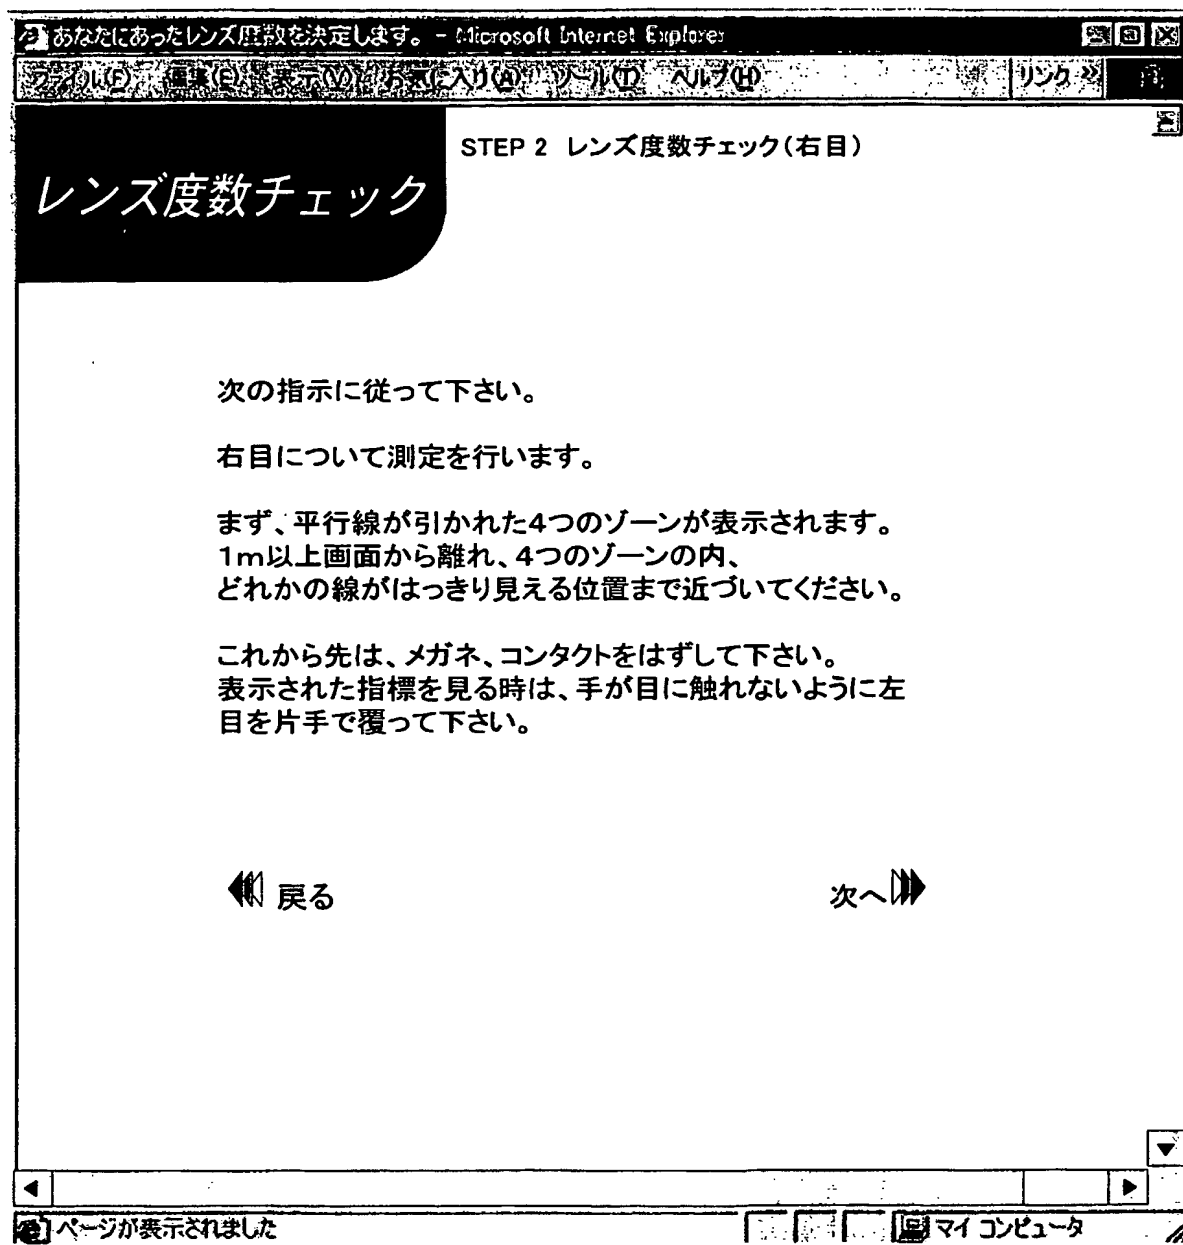 あなたにあったレンズ度数を決定します。 - Microsoft Internet Explorer
ファイル(F) 編集(E) 表示(V) お気に入り(A) ツール(T) ヘルプ(H) リンク »
レンズ度数チェック
STEP 2 レンズ度数チェック(右目)
次の指示に従って下さい。
右目について測定を行います。
まず、平行線が引かれた4つのゾーンが表示されます。
1m以上画面から離れ、4つのゾーンの内、
どれかの線がはっきり見える位置まで近づいてください。
これから先は、メガネ、コンタクトをはずして下さい。
表示された指標を見る時は、手が目に触れないように左
目を片手で覆って下さい。
戻る 次へ
ページが表示されました マイ コンピュータ